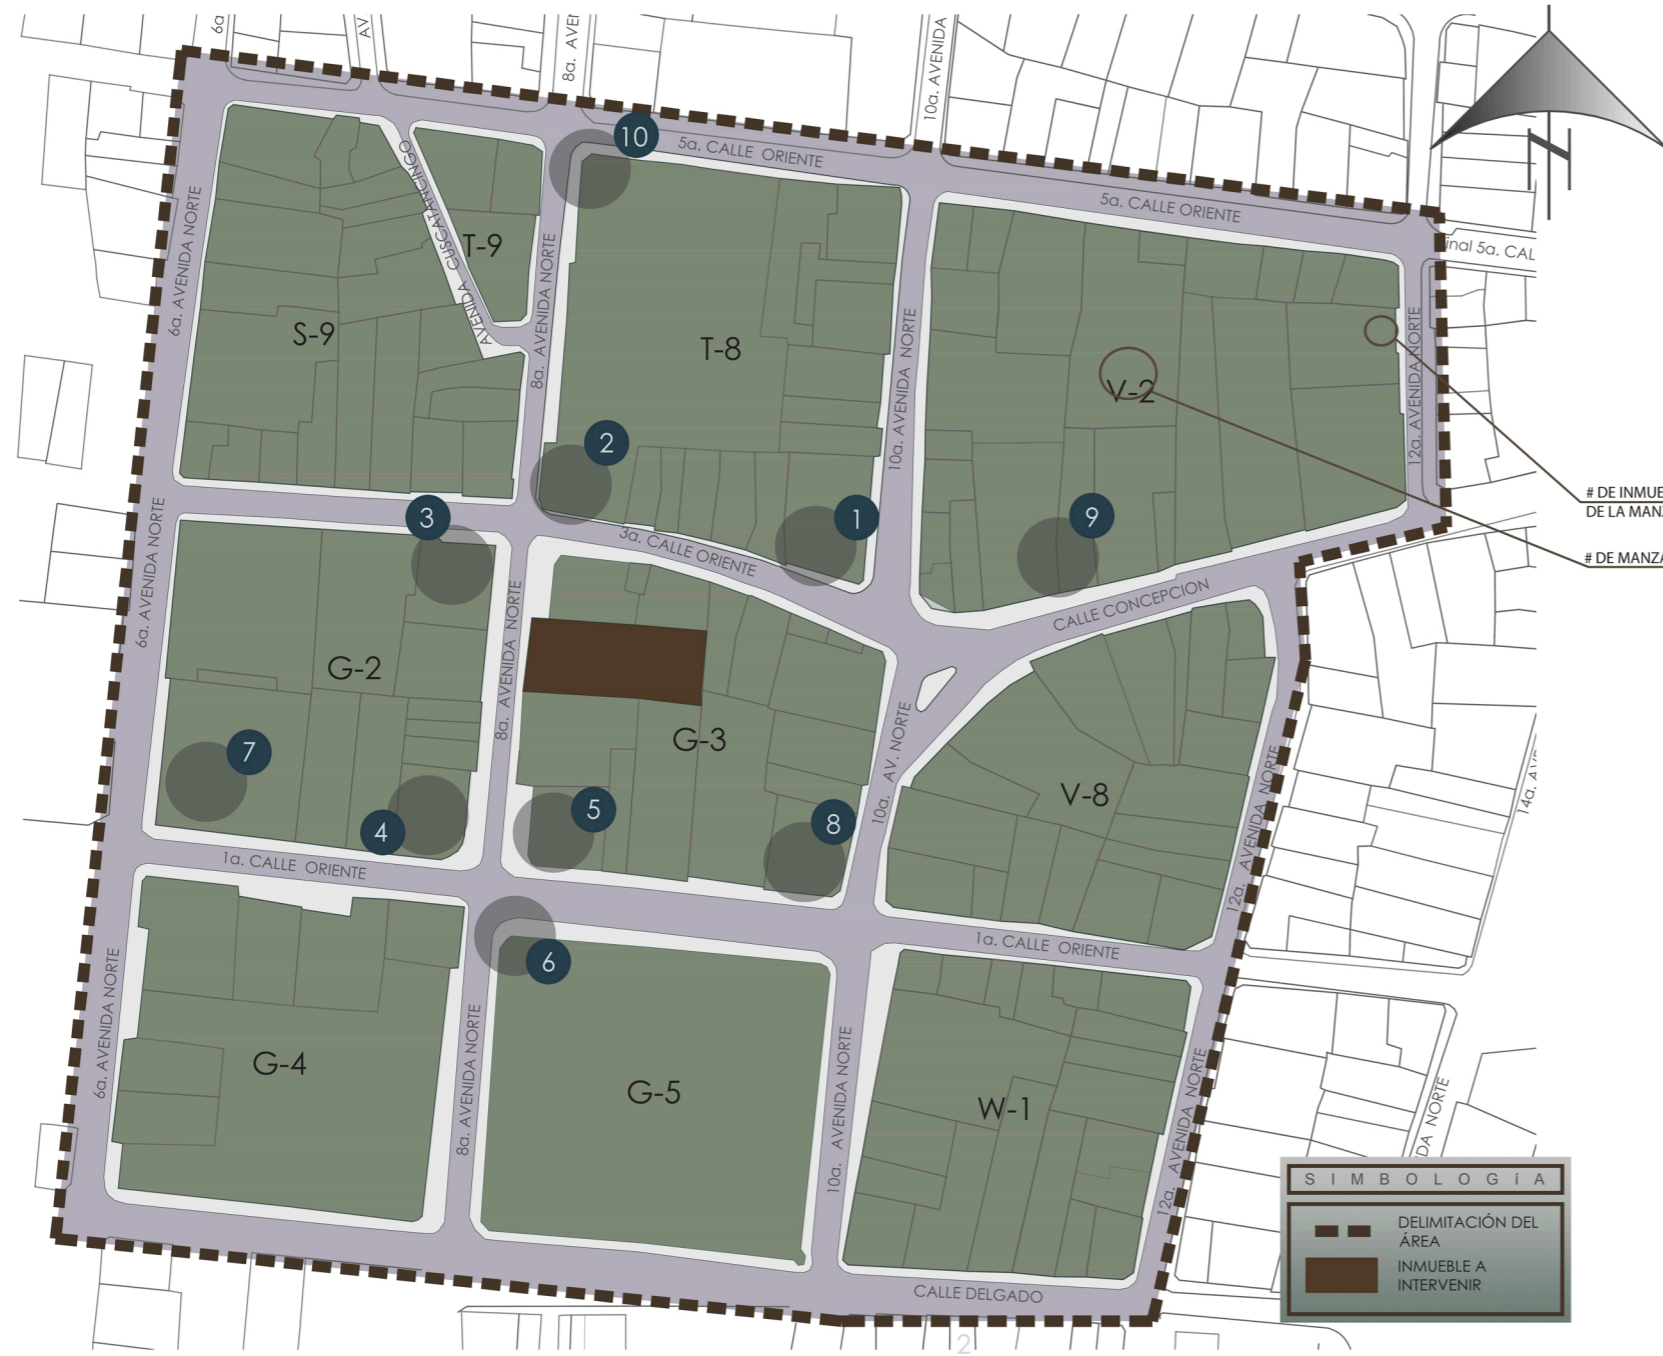 6a
AV
8a. AVEN
10a. AVENIDA
10
5a. CALLE ORIENTE
5a. CALLE ORIENTE
inal 5a. CAL
6a. AVENIDA NORTE
AVENIDA CUSCATANCINGO
T-9
8a. AVENIDA NORTE
S-9
T-8
10a. AVENIDA NORTE
V-2
12a. AVENIDA NORTE
# DE INMUE
DE LA MANZ
# DE MANZA
2
1
9
3
3a. CALLE ORIENTE
CALLE CONCEPCION
6a. AVENIDA NORTE
G-2
8a. AVENIDA NORTE
G-3
10a. AV. NORTE
V-8
12a. AVENIDA NORTE
14a. AVE
7
4
5
8
1a. CALLE ORIENTE
1a. CALLE ORIENTE
6
6a. AVENIDA NORTE
G-4
8a. AVENIDA NORTE
G-5
10a. AVENIDA NORTE
W-1
12a. AVENIDA NORTE
DA NORTE
CALLE DELGADO
2
SIMBOLOGíA
DELIMITACIÓN DEL
ÁREA
INMUEBLE A
INTERVENIR
N